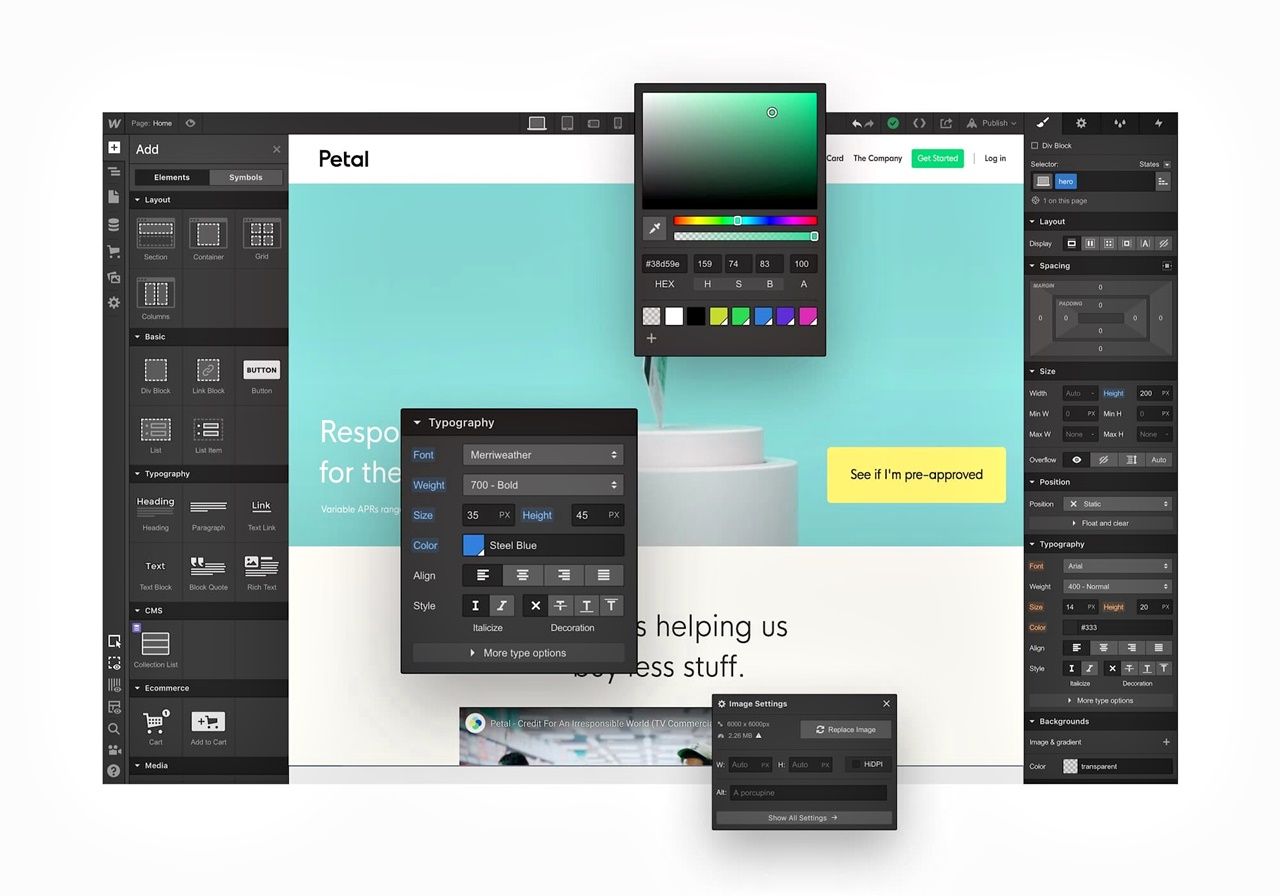 W
Page: Home
Publish
Add
Elements
Symbols
Layout
Section
Container
Grid
Columns
Basic
BUTTON
Div Block
Link Block
Button
List
List Item
Typography
Heading
Link
Heading
Paragraph
Text Link
Text
Text Block
Block Quote
Rich Text
CMS
Collection List
Ecommerce
1
Cart
Add to Cart
Media
Petal
Card
The Company
Get Started
Log in
Respo
for the
Variable APRs rang
See if I'm pre-approved
s helping us
buy less stuff.
Petal - Credit For An Irresponsible World (TV Commercia
#38d59e
159
74
83
100
HEX
H
S
B
A
Typography
Font
Merriweather
Weight
700 - Bold
Size
35
PX
Height
45
PX
Color
Steel Blue
Align
Style
Italicize
Decoration
More type options
Image Settings
6000 x 6000px
2.26 MB
Replace Image
W:
Auto
PX
H:
Auto
PX
HiDPI
Alt:
A porcupine
Show All Settings
Div Block
Selector:
States
hero
1 on this page
Layout
Display
Spacing
MARGIN
0
PADDING
0
0
0
0
0
0
0
Size
Width
Auto
-
Height
200
PX
Min W
0
PX
Min H
0
PX
Max W
None
-
Max H
None
-
Overflow
Auto
Position
Position
Static
Float and clear
Typography
Font
Arial
Weight
400 - Normal
Size
14
PX
Height
20
PX
Color
#333
Align
Style
Italicize
Decoration
More type options
Backgrounds
Image & gradient
Color
transparent